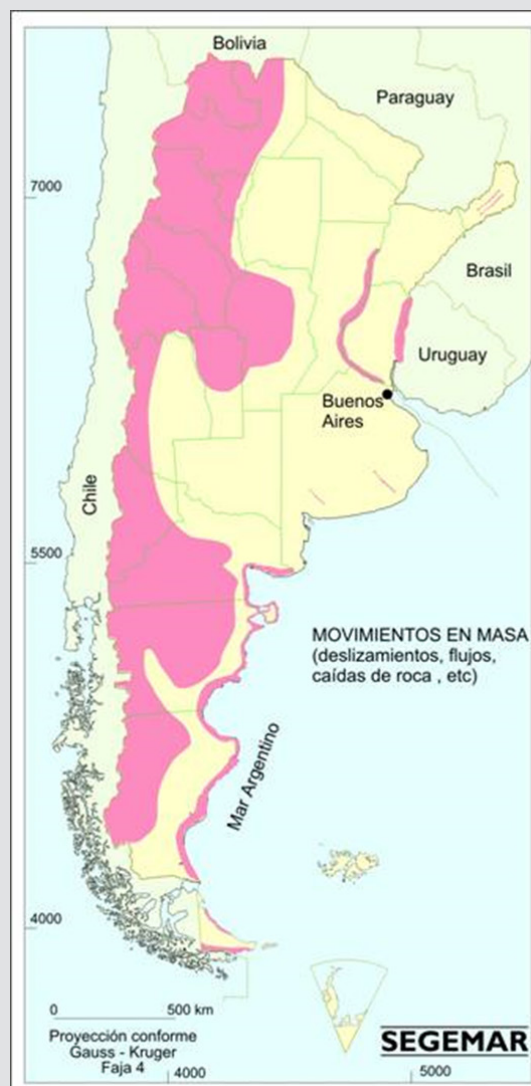 Bolivia
Paraguay
7000
Brasil
Uruguay
Buenos
Aires
Chile
5500
MOVIMIENTOS EN MASA
(deslizamientos, flujos,
caídas de roca , etc)
Mar Argentino
4000
0 500 km
Proyección conforme
Gauss - Kruger
Faja 4
SEGEMAR
4000 5000